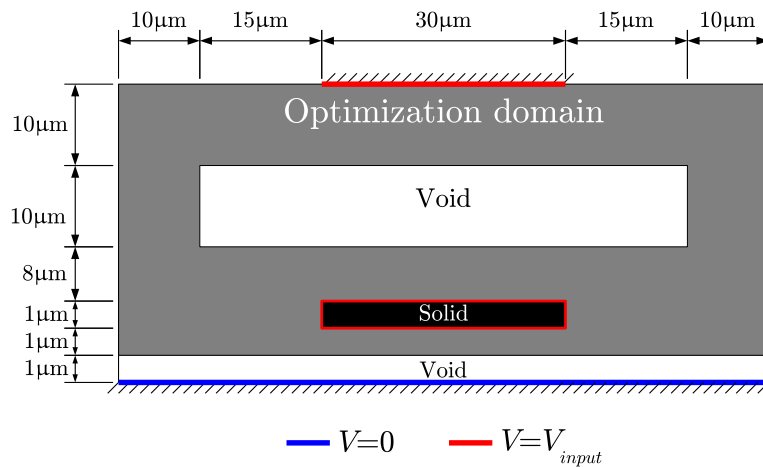 10μm 15μm 30μm 15μm 10μm
Optimization domain
10μm
Void
10μm
8μm
Solid
1μm
1μm
Void
1μm
V=0 V=V_input